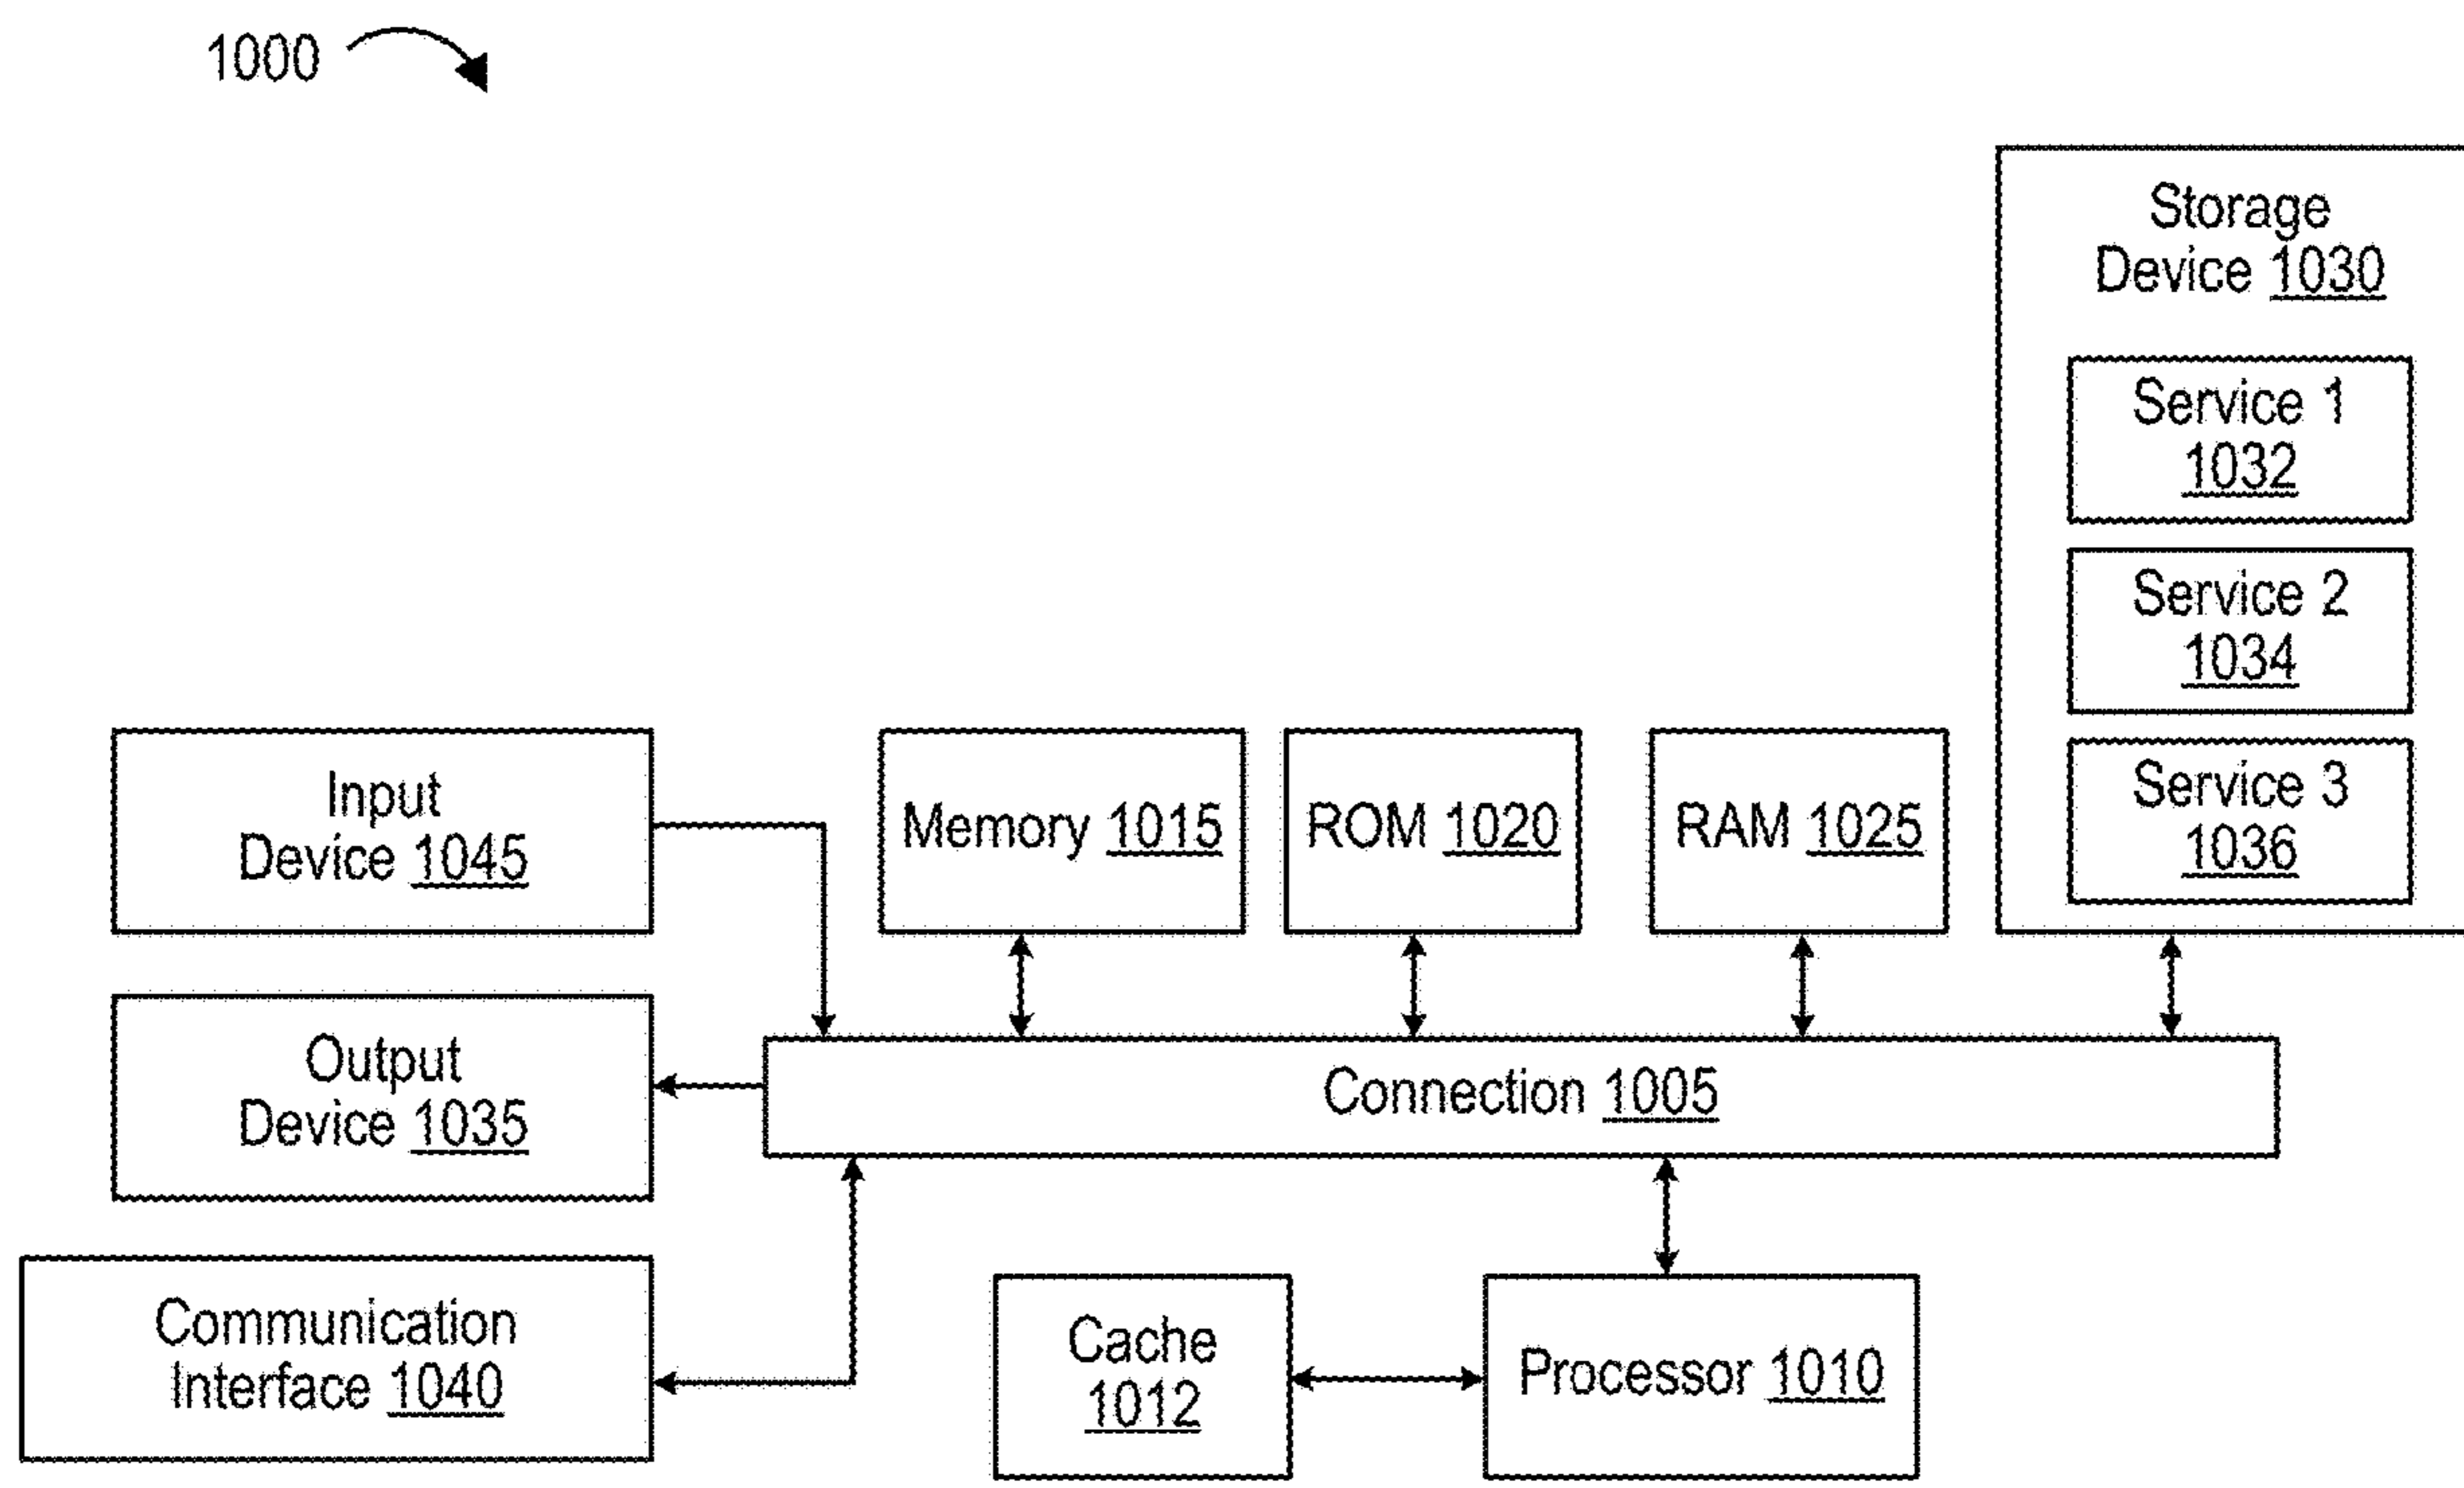 1000
Storage
Device 1030
Service 1
1032
Service 2
1034
Service 3
1036
Input
Device 1045
Memory 1015
ROM 1020
RAM 1025
Output
Device 1035
Connection 1005
Communication
Interface 1040
Cache
1012
Processor 1010